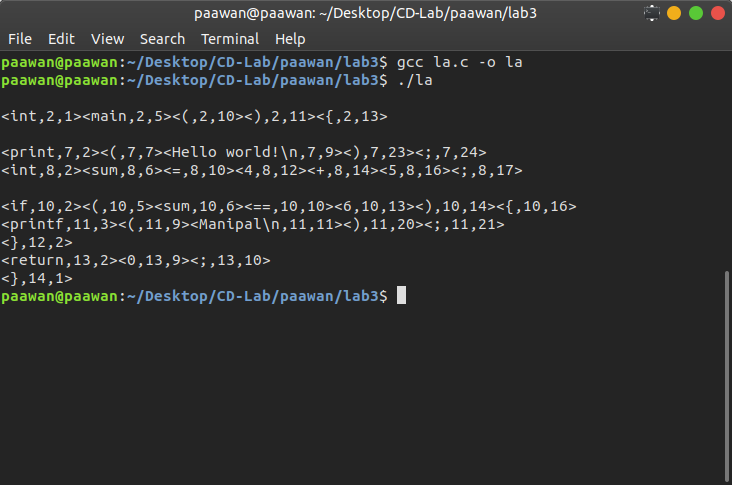 paawan@paawan: ~/Desktop/CD-Lab/paawan/lab3
File Edit View Search Terminal Help
paawan@paawan:~/Desktop/CD-Lab/paawan/lab3$ gcc la.c -o la
paawan@paawan:~/Desktop/CD-Lab/paawan/lab3$ ./la
<int,2,1><main,2,5><(,2,10><),2,11><{,2,13>
<print,7,2><(,7,7><Hello world!\n,7,9><),7,23><;,7,24>
<int,8,2><sum,8,6><=,8,10><4,8,12><+,8,14><5,8,16><;,8,17>
<if,10,2><(,10,5><sum,10,6><==,10,10><6,10,13><),10,14><{,10,16>
<printf,11,3><(,11,9><Manipal\n,11,11><),11,20><;,11,21>
<},12,2>
<return,13,2><0,13,9><;,13,10>
<},14,1>
paawan@paawan:~/Desktop/CD-Lab/paawan/lab3$